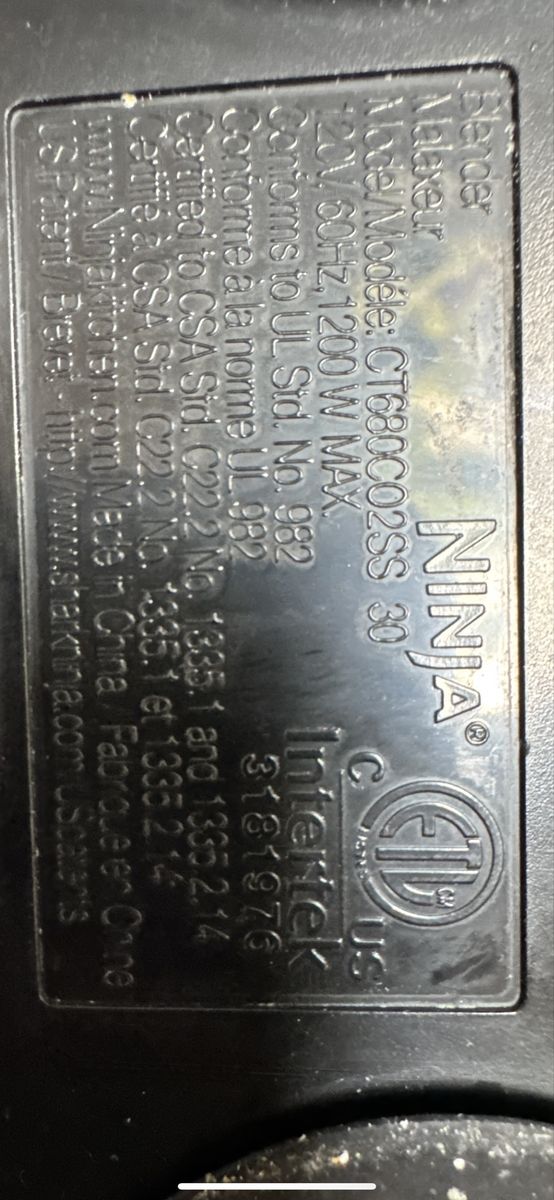 Blender
Malaxeur
NINJA®
Model/Modèle: CT680CO2SS 30
120V, 60Hz, 1200 W MAX.
Conforms to UL Std. No. 982
Conforme à la norme UL 982
Certified to CSA Std. C22.2 No. 1335.1 and 1335.2.14
Certifié à CSA Std. C22.2 No. 1335.1 et 1335.2.14
www.Ninjakitchen.com Made in China / Fabriqué en Chine
US Patent / Brevet - http://www.sharkninja.com/uspatents
ETL CM
C US
Intertek
3181976